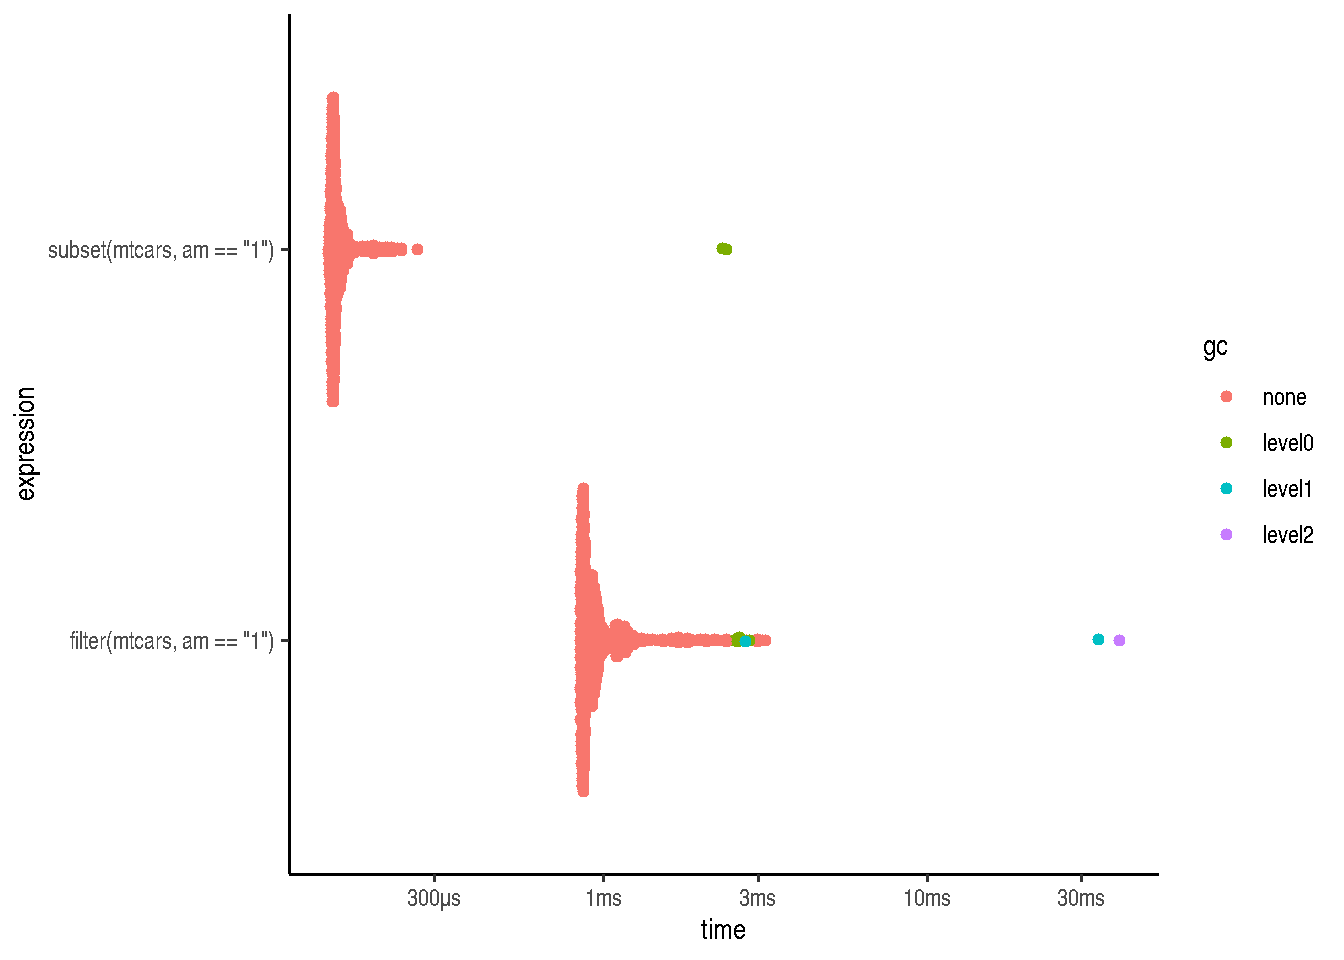 subset(mtcars, am == "1")
filter(mtcars, am == "1")
expression
300µs
1ms
3ms
10ms
30ms
time
gc
none
level0
level1
level2